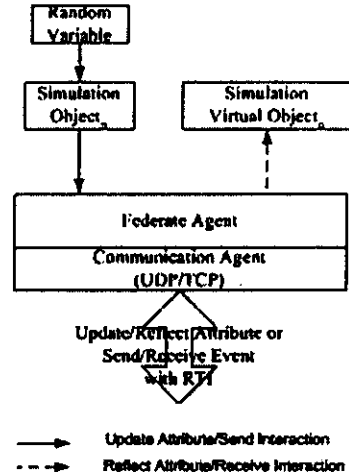 Random
Variable
Simulation
Object
Simulation
Virtual Object
Federate Agent
Communication Agent
(UDP/TCP)
Update/Reflect Attribute or
Send/Receive Event
with RTI
Update Attribute/Send Interaction
Reflect Attribute/Receive Interaction